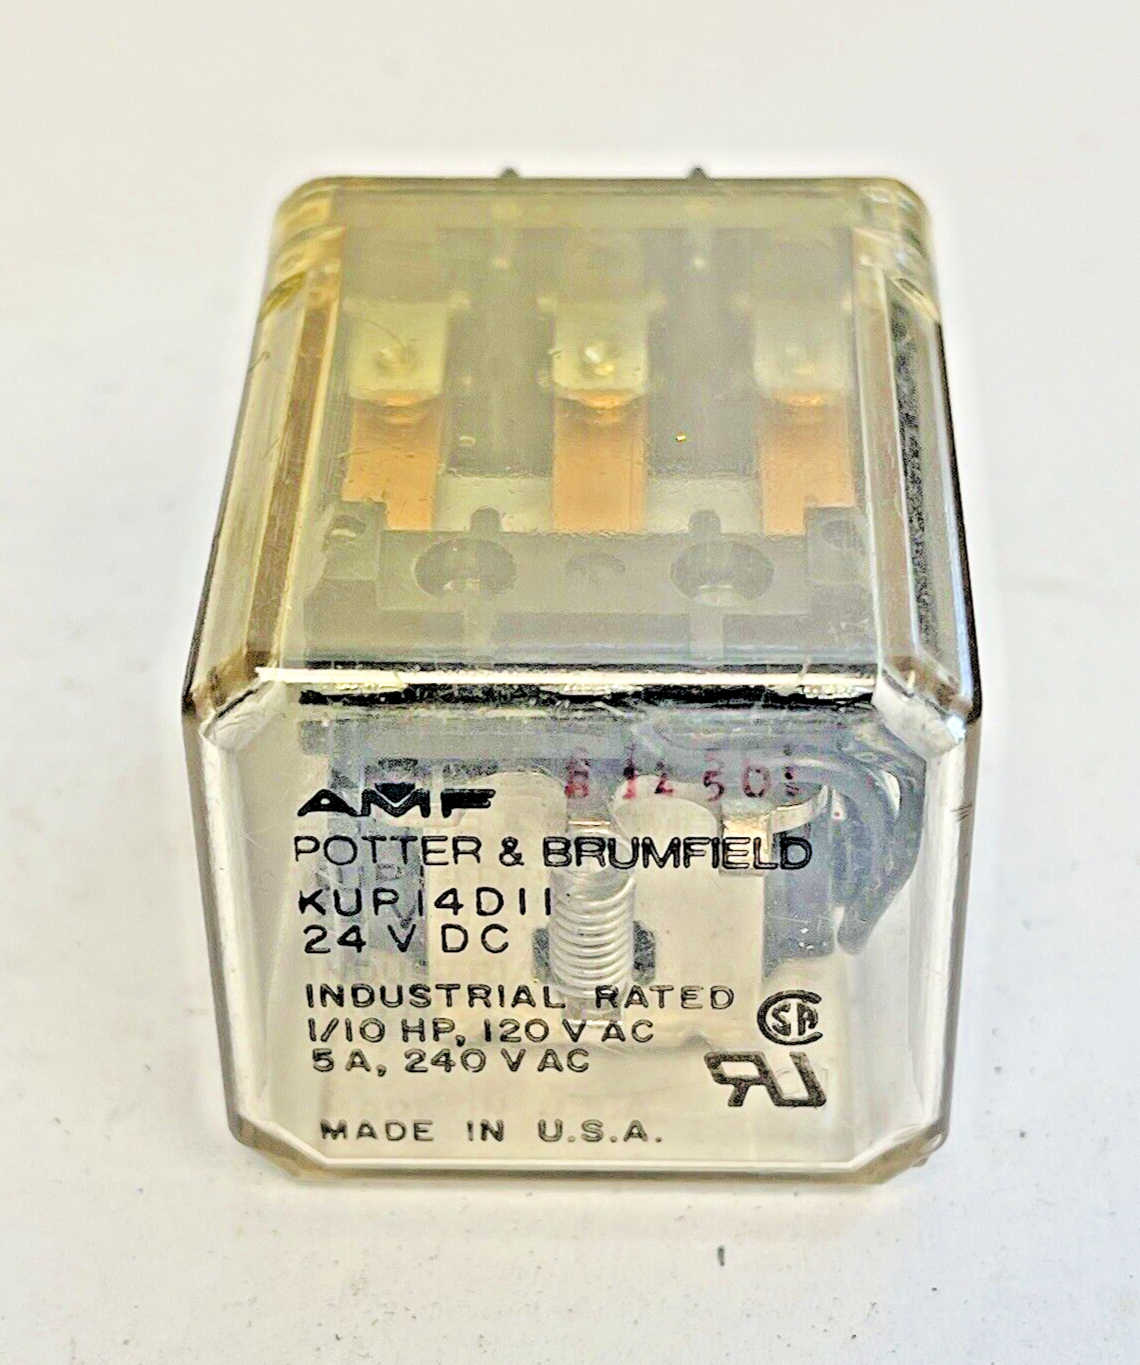 AMF
POTTER & BRUMFIELD
KUP14D11
24 V DC
INDUSTRIAL RATED
1/10 HP, 120 V AC
5 A, 240 V AC
MADE IN U.S.A.